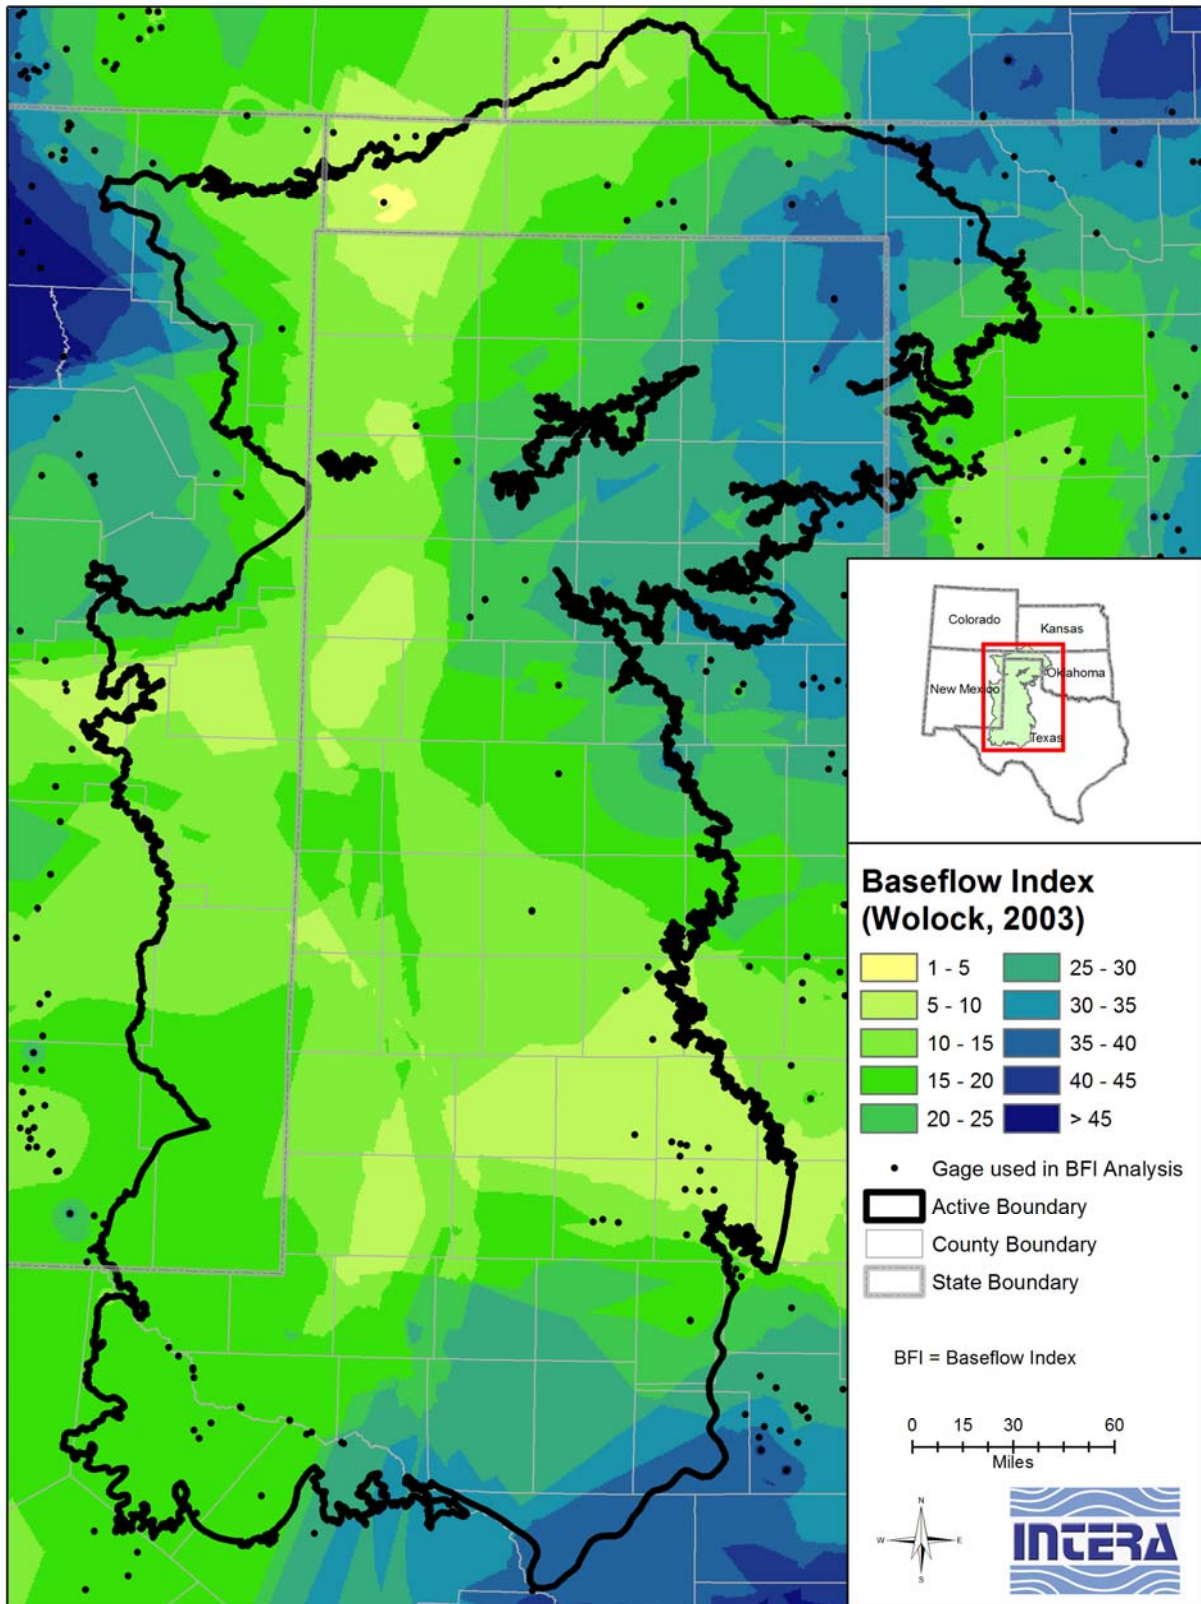 Colorado
Kansas
New Mexico
Oklahoma
Texas
Baseflow Index
(Wolock, 2003)
1 - 5
25 - 30
5 - 10
30 - 35
10 - 15
35 - 40
15 - 20
40 - 45
20 - 25
> 45
Gage used in BFI Analysis
Active Boundary
County Boundary
State Boundary
BFI = Baseflow Index
0 15 30 60
Miles
N
W E
S
INTERA